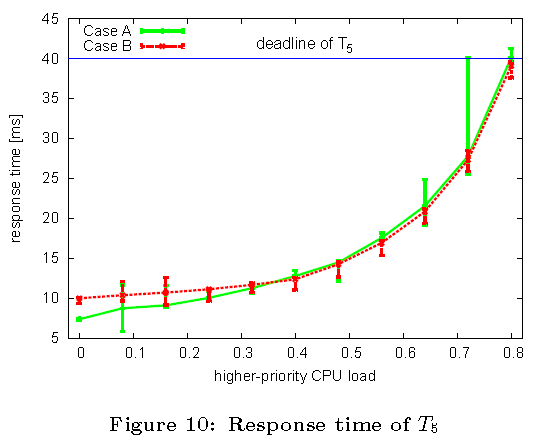 45
40
35
30
25
20
15
10
5
response time [ms]
Case A
Case B
deadline of T5
0 0.1 0.2 0.3 0.4 0.5 0.6 0.7 0.8
higher-priority CPU load
Figure 10: Response time of T5